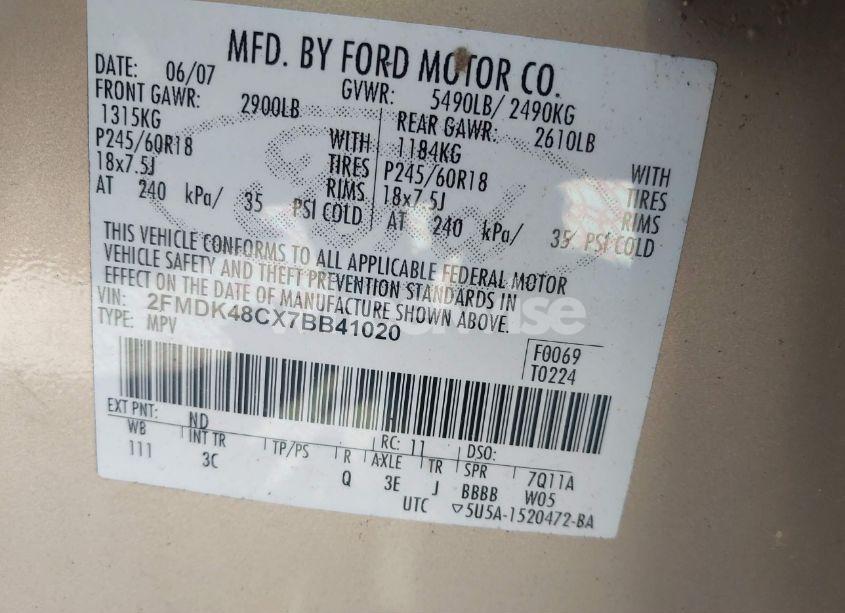 MFD. BY FORD MOTOR CO.
DATE: 06/07 GVWR: 5490LB/ 2490KG
FRONT GAWR: 2900LB REAR GAWR: 2610LB
1315KG WITH 1184KG WITH
P245/60R18 TIRES P245/60R18 TIRES
18x7.5J RIMS 18x7.5J RIMS
AT 240 kPa/ 35 PSI COLD AT 240 kPa/ 35 PSI COLD
THIS VEHICLE CONFORMS TO ALL APPLICABLE FEDERAL MOTOR
VEHICLE SAFETY AND THEFT PREVENTION STANDARDS IN
EFFECT ON THE DATE OF MANUFACTURE SHOWN ABOVE.
VIN: 2FMDK48CX7BB41020
TYPE: MPV
F0069
T0224
EXT PNT: ND RC: 11 DSO:
WB INT TR TP/PS R AXLE TR SPR 7Q11A
111 3C Q 3E J BBBB W05
UTC ▽5U5A-1520472-BA